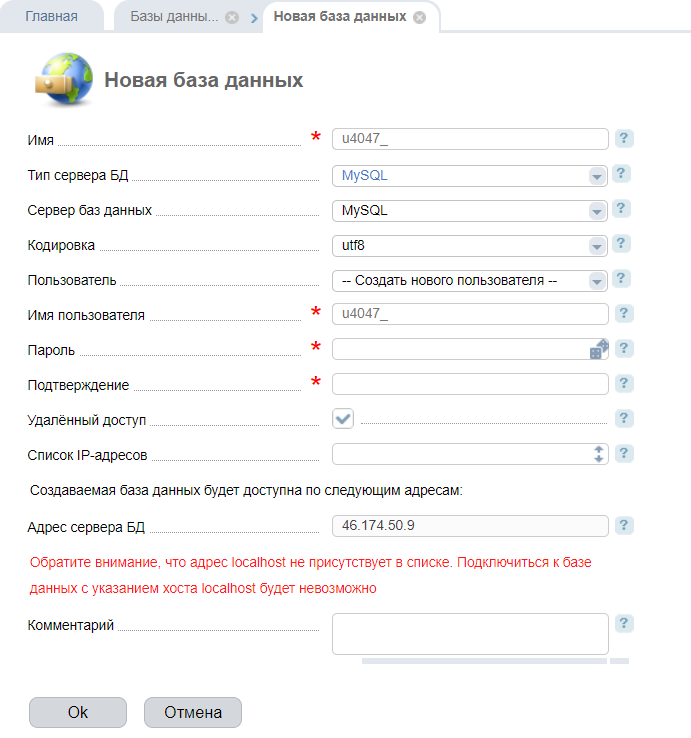 Главная
Базы данны...
Новая база данных
Новая база данных
Имя * u4047_ ?
Тип сервера БД MySQL ?
Сервер баз данных MySQL ?
Кодировка utf8 ?
Пользователь -- Создать нового пользователя -- ?
Имя пользователя * u4047_ ?
Пароль * ?
Подтверждение * ?
Удалённый доступ ?
Список IP-адресов ?
Создаваемая база данных будет доступна по следующим адресам:
Адрес сервера БД 46.174.50.9 ?
Обратите внимание, что адрес localhost не присутствует в списке. Подключиться к базе
данных с указанием хоста localhost будет невозможно
Комментарий ?
Ok Отмена